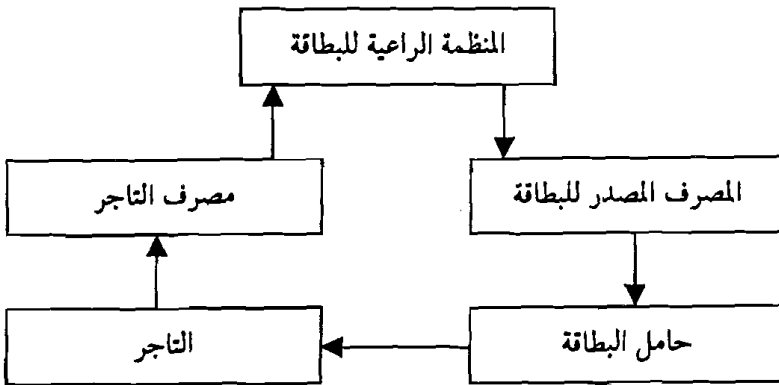 المنظمة الراعية للبطاقة
المصرف المصدر للبطاقة
مصرف التاجر
حامل البطاقة
التاجر